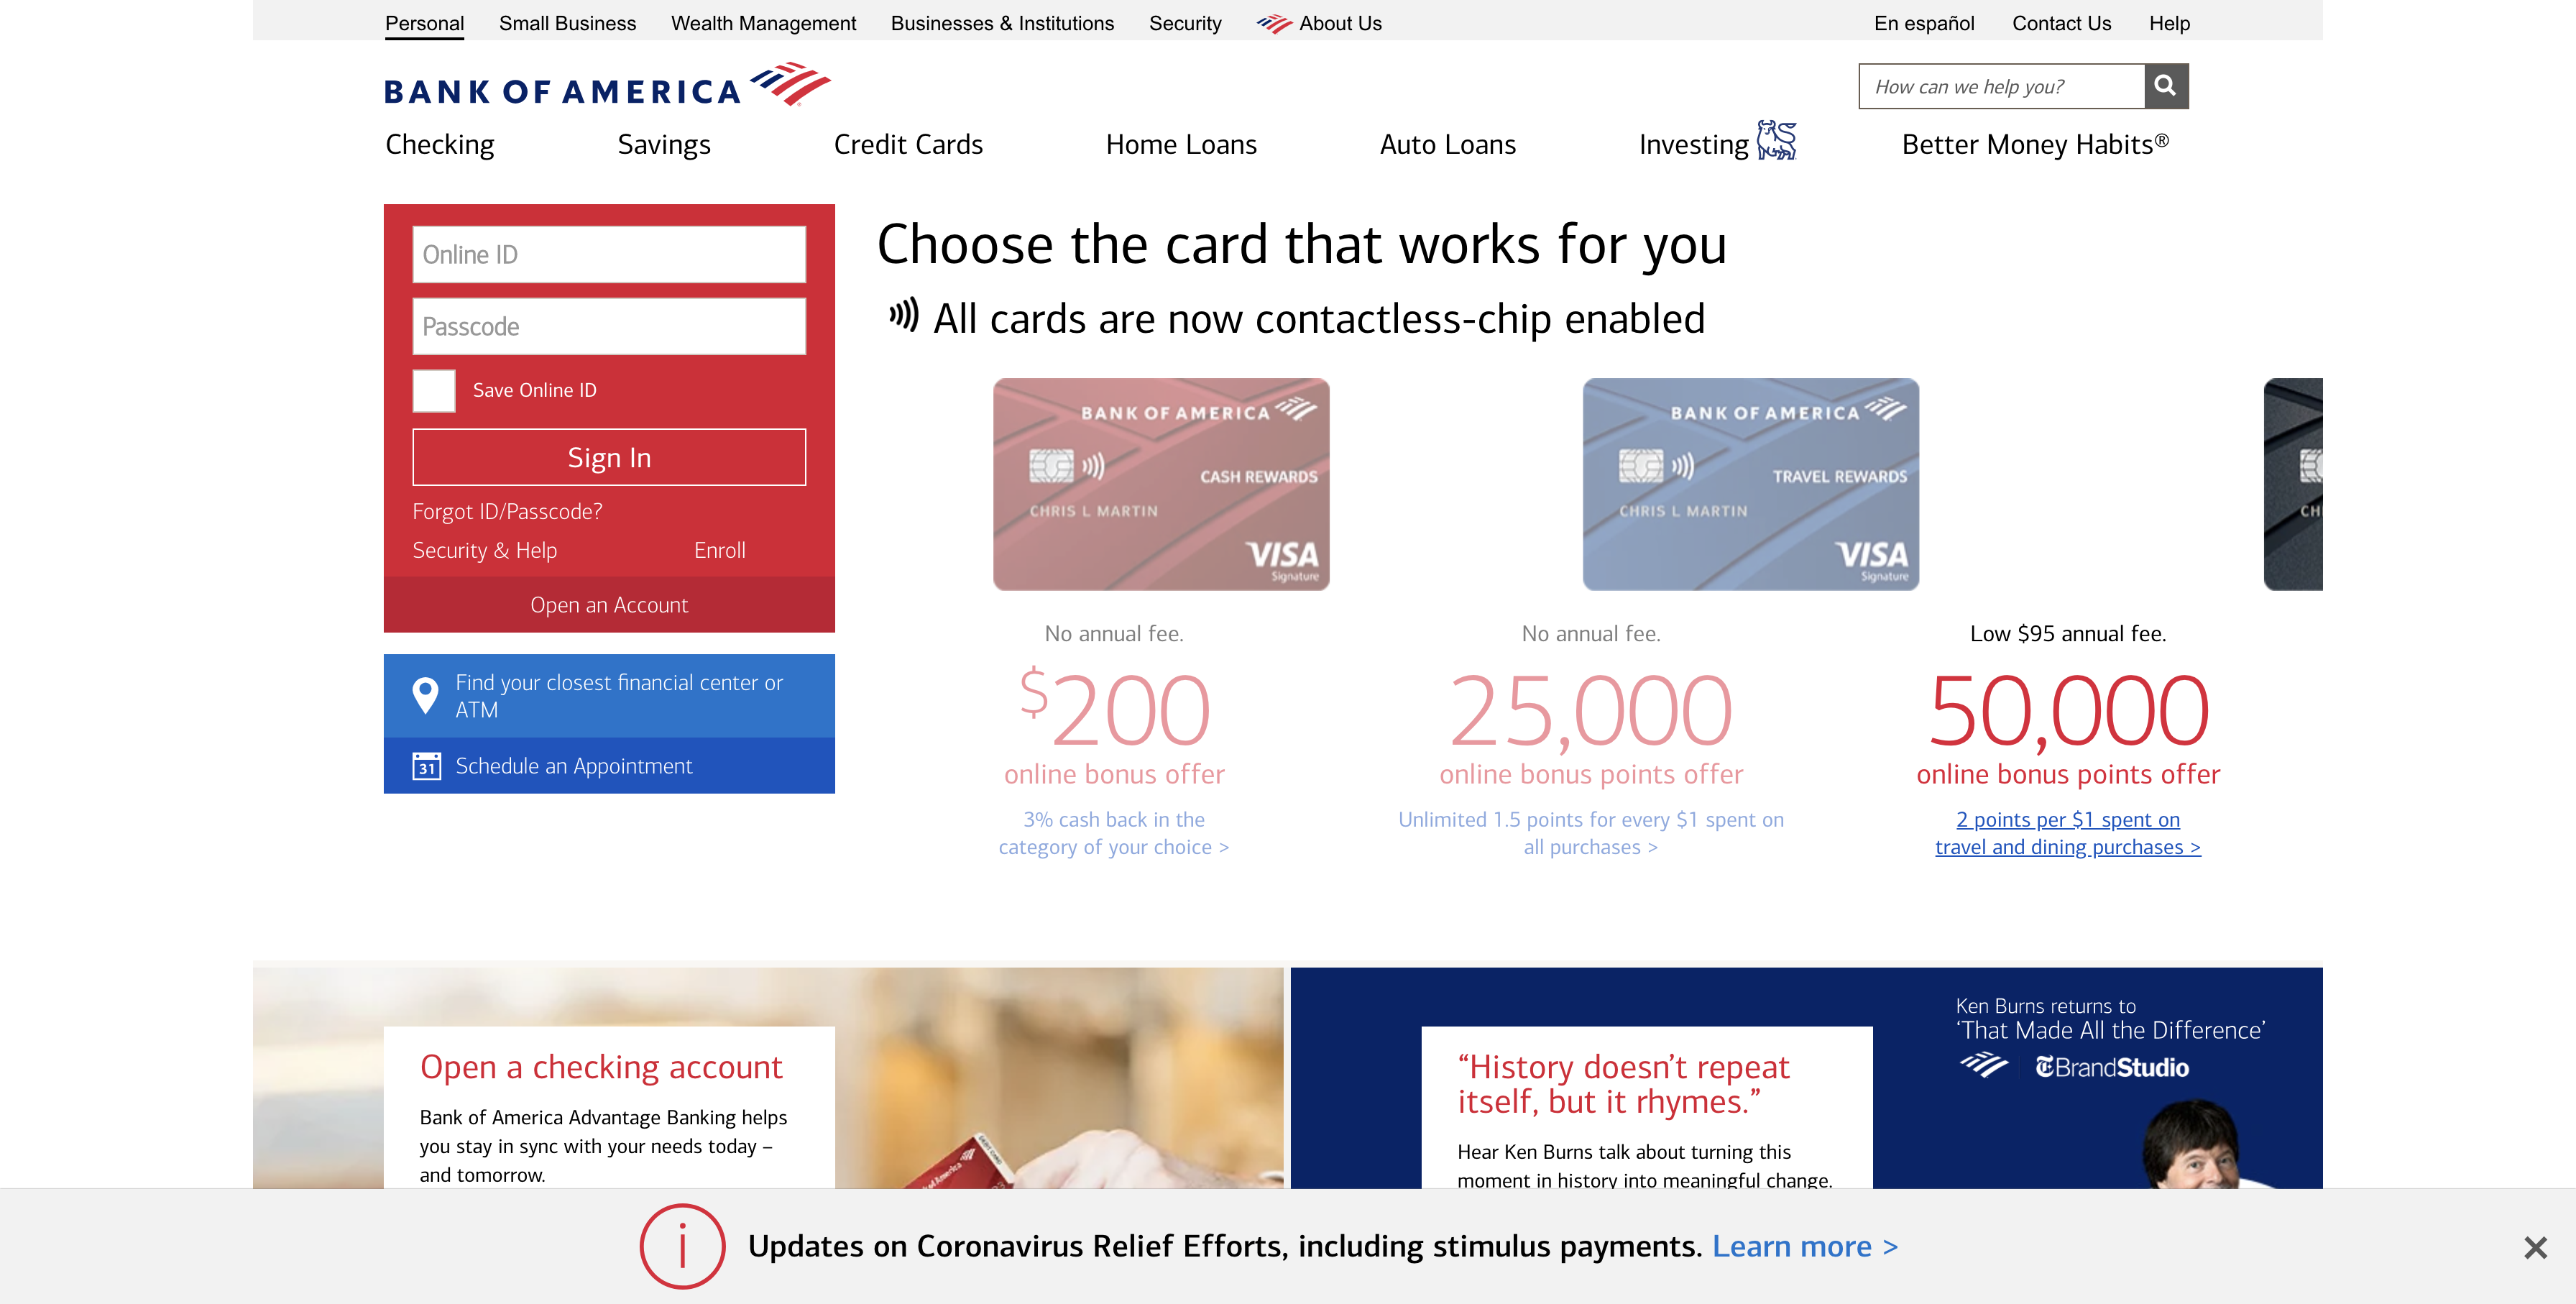 Personal
Small Business
Wealth Management
Businesses & Institutions
Security
About Us
En español
Contact Us
Help
BANK OF AMERICA
How can we help you?
Checking
Savings
Credit Cards
Home Loans
Auto Loans
Investing
Better Money Habits®
Online ID
Passcode
Save Online ID
Sign In
Forgot ID/Passcode?
Security & Help
Enroll
Open an Account
Find your closest financial center or
ATM
31
Schedule an Appointment
Choose the card that works for you
All cards are now contactless-chip enabled
BANK OF AMERICA
CASH REWARDS
CHRIS L MARTIN
VISA
Signature
BANK OF AMERICA
TRAVEL REWARDS
CHRIS L MARTIN
VISA
Signature
CH
No annual fee.
$200
online bonus offer
3% cash back in the
category of your choice >
No annual fee.
25,000
online bonus points offer
Unlimited 1.5 points for every $1 spent on
all purchases >
Low $95 annual fee.
50,000
online bonus points offer
2 points per $1 spent on
travel and dining purchases >
Open a checking account
Bank of America Advantage Banking helps
you stay in sync with your needs today –
and tomorrow.
“History doesn’t repeat
itself, but it rhymes.”
Hear Ken Burns talk about turning this
moment in history into meaningful change.
Ken Burns returns to
‘That Made All the Difference’
TBrandStudio
Updates on Coronavirus Relief Efforts, including stimulus payments. Learn more >